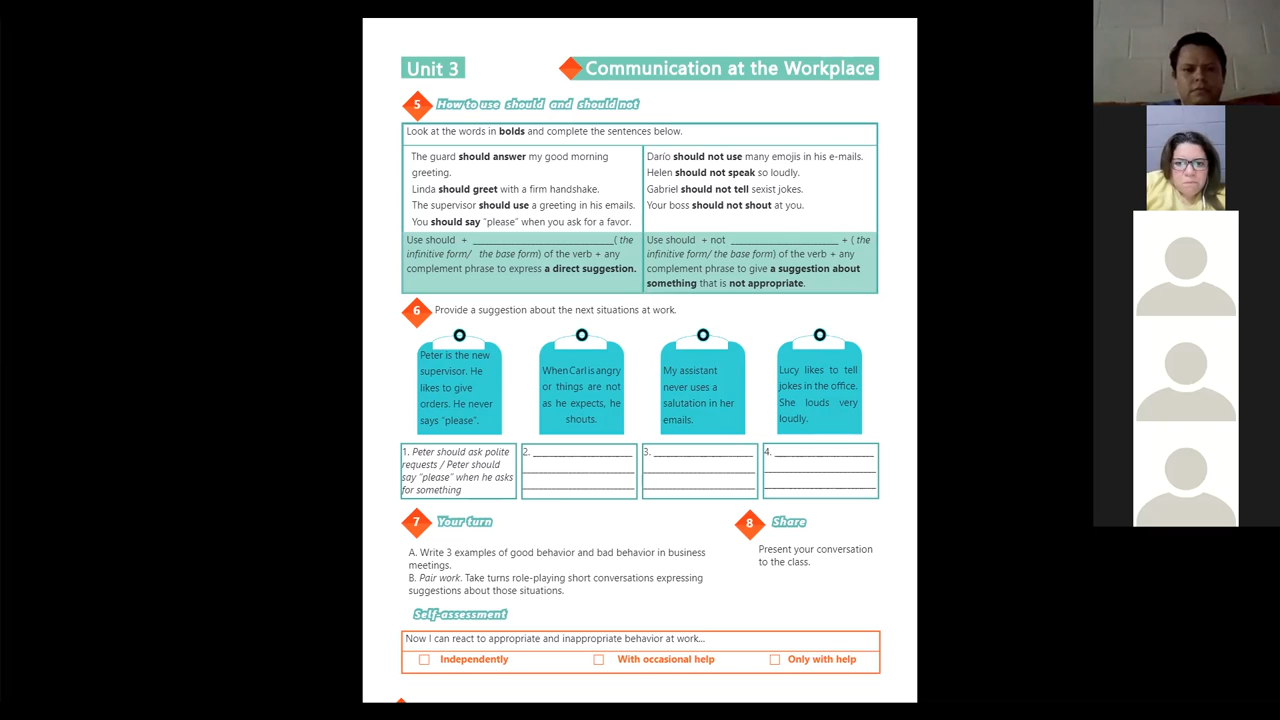 Unit 3
Communication at the Workplace
5
How to use should and should not
Look at the words in bolds and complete the sentences below.
The guard should answer my good morning
greeting.
Linda should greet with a firm handshake.
The supervisor should use a greeting in his emails.
You should say “please” when you ask for a favor.
Darío should not use many emojis in his e-mails.
Helen should not speak so loudly.
Gabriel should not tell sexist jokes.
Your boss should not shout at you.
Use should + ____________________________( the
infinitive form/ the base form) of the verb + any
complement phrase to express a direct suggestion.
Use should + not ______________________ + ( the
infinitive form/ the base form) of the verb + any
complement phrase to give a suggestion about
something that is not appropriate.
6
Provide a suggestion about the next situations at work.
Peter is the new
supervisor. He
likes to give
orders. He never
says “please”.
When Carl is angry
or things are not
as he expects, he
shouts.
My assistant
never uses a
salutation in her
emails.
Lucy likes to tell
jokes in the office.
She louds very
loudly.
1. Peter should ask polite
requests / Peter should
say “please” when he asks
for something
2. ____________________
_____________________
_____________________
3. ____________________
_____________________
_____________________
4. ____________________
_____________________
_____________________
7
Your turn
A. Write 3 examples of good behavior and bad behavior in business
meetings.
B. Pair work. Take turns role-playing short conversations expressing
suggestions about those situations.
8
Share
Present your conversation
to the class.
Self-assessment
Now I can react to appropriate and inappropriate behavior at work...
Independently
With occasional help
Only with help